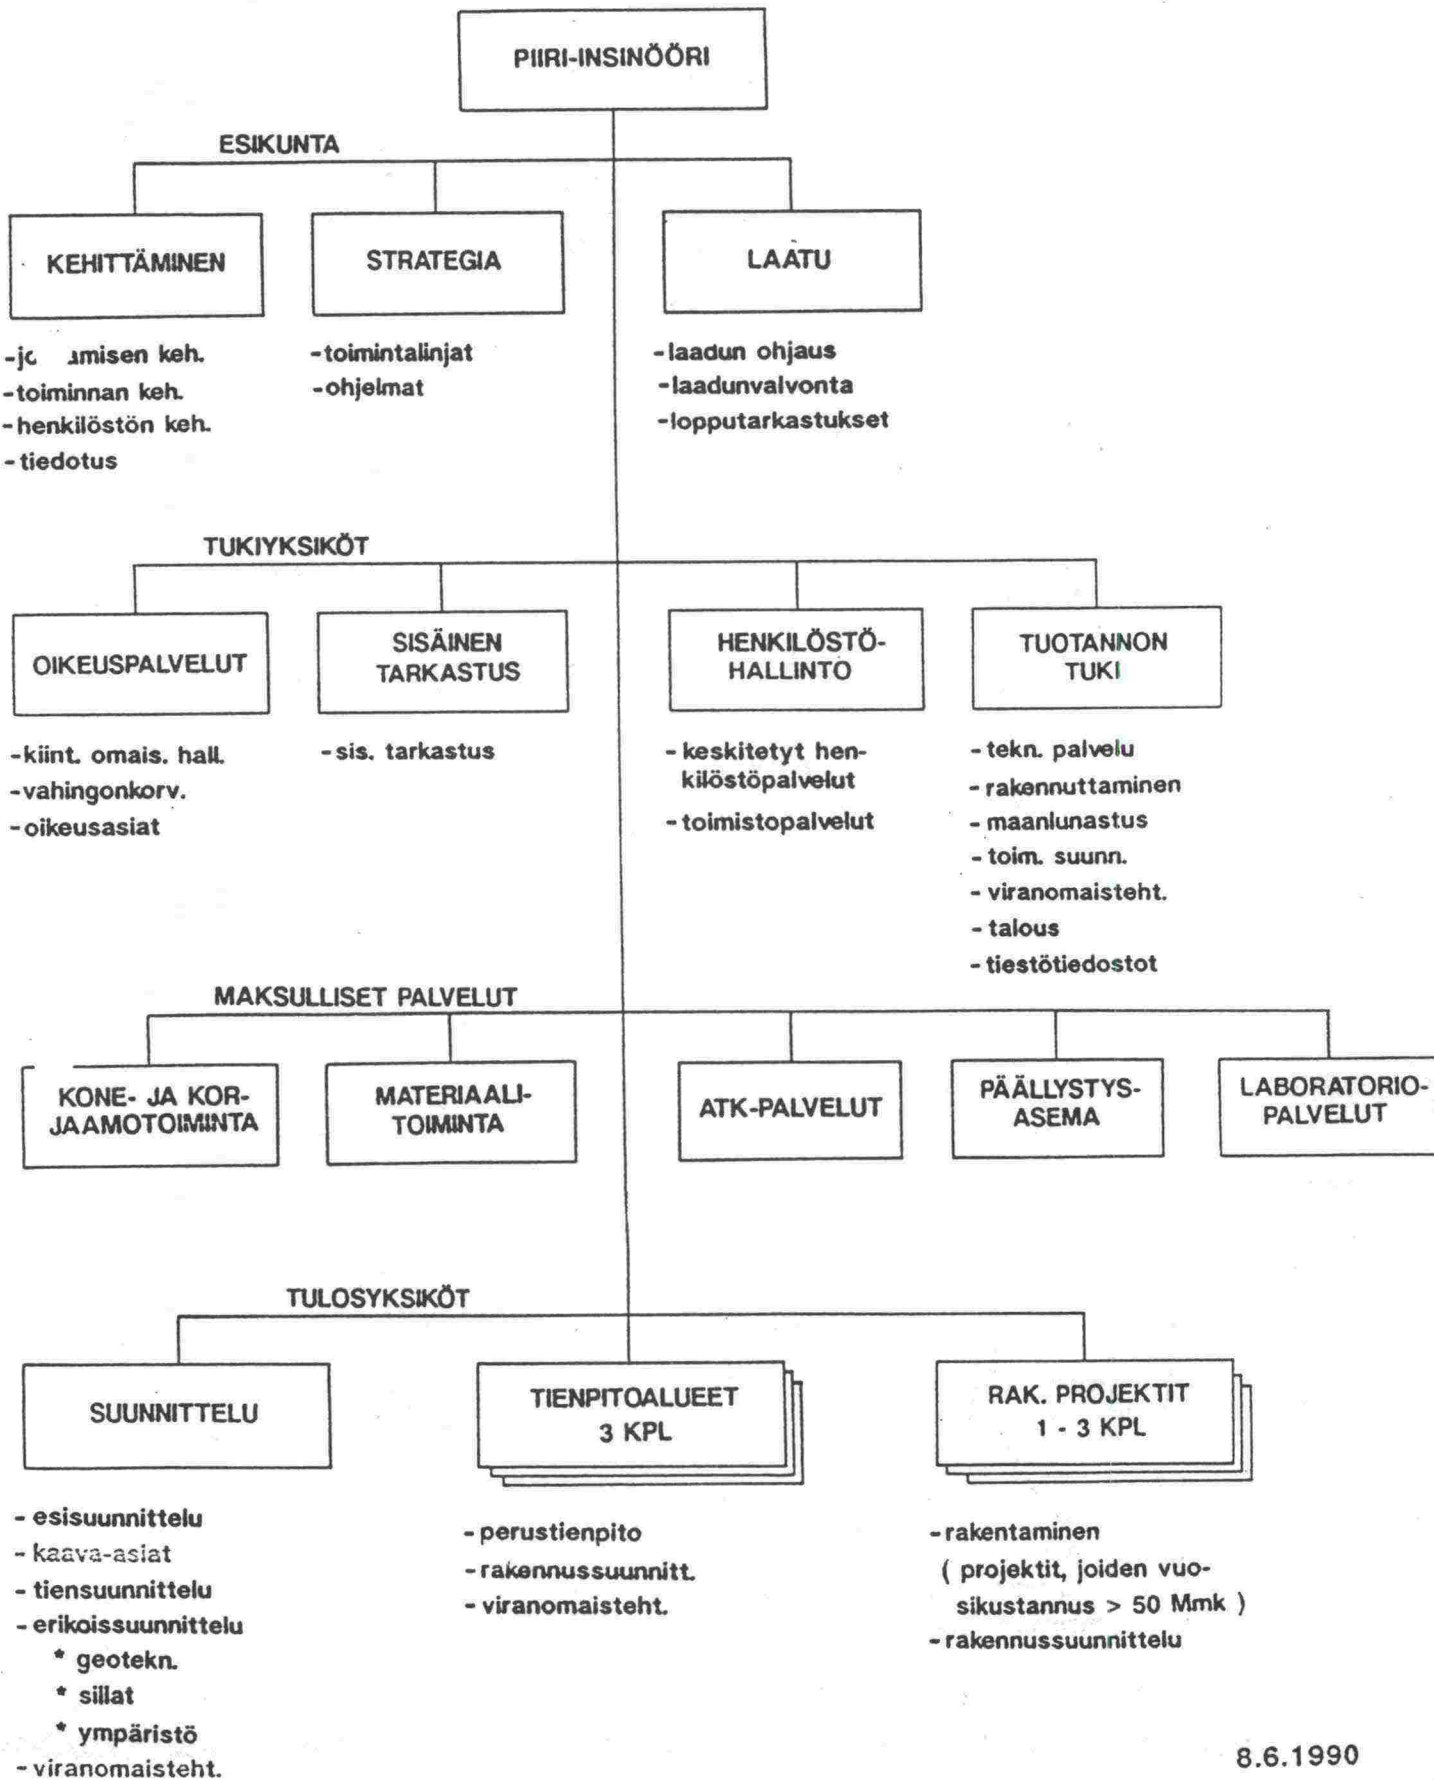 PIIRI-INSINÖÖRI
ESIKUNTA
KEHITTÄMINEN
STRATEGIA
LAATU
-toiminnan keh.
-henkilöstön keh.
-tiedotus
-toimintalinjat
-ohjelmat
-laadun ohjaus
-laadunvalvonta
-lopputarkastukset
TUKIYKSIKÖT
OIKEUSPALVELUT
SISÄINEN
TARKASTUS
HENKILÖSTÖ-
HALLINTO
TUOTANNON
TUKI
-kiint. omais. hall.
-vahingonkorv.
-oikeusasiat
-sis. tarkastus
-keskitetyt hen-
kilöstöpalvelut
-toimistopalvelut
-tekn. palvelu
-rakennuttaminen
-maanlunastus
-toim. suunn.
-viranomaisteht.
-talous
-tiestötiedostot
MAKSULLISET PALVELUT
KONE- JA KOR-
JAAMOTOIMINTA
MATERIAALI-
TOIMINTA
ATK-PALVELUT
PÄÄLLYSTYS-
ASEMA
LABORATORIO-
PALVELUT
TULOSYKSIKÖT
SUUNNITTELU
TIENPITOALUEET
3 KPL
RAK. PROJEKTIT
1 - 3 KPL
-esisuunnittelu
-kaava-asiat
-tiensuunnittelu
-erikoissuunnittelu
* geotekn.
* sillat
* ympäristö
-viranomaisteht.
-perustienpito
-rakennussuunnitt.
-viranomaisteht.
-rakentaminen
( projektit, joiden vuo-
sikustannus > 50 Mmk )
-rakennussuunnittelu
8.6.1990